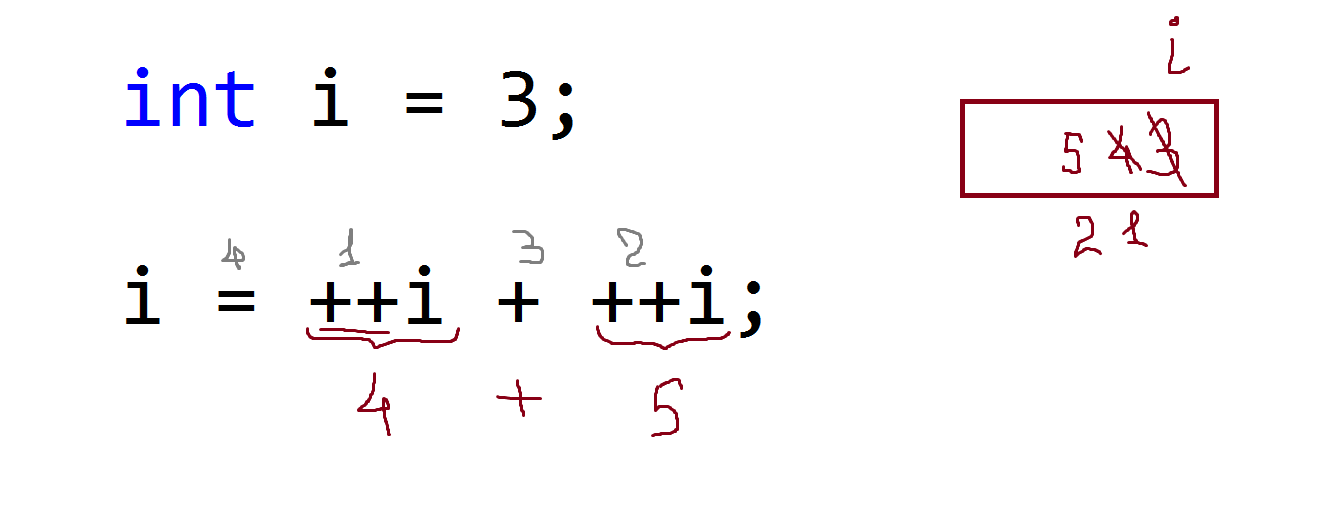 int i = 3;
i
5 4 3
2 1
4 1 3 2
i = ++i + ++i;
4 + 5